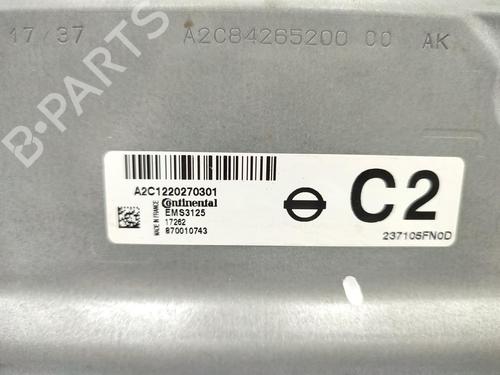 17/37 A2C84265200 00 AK
B-PARTS
A2C1220270301
Continental
EMS3125
17262
870010743
MADE IN FRANCE
C2
237105FN0D